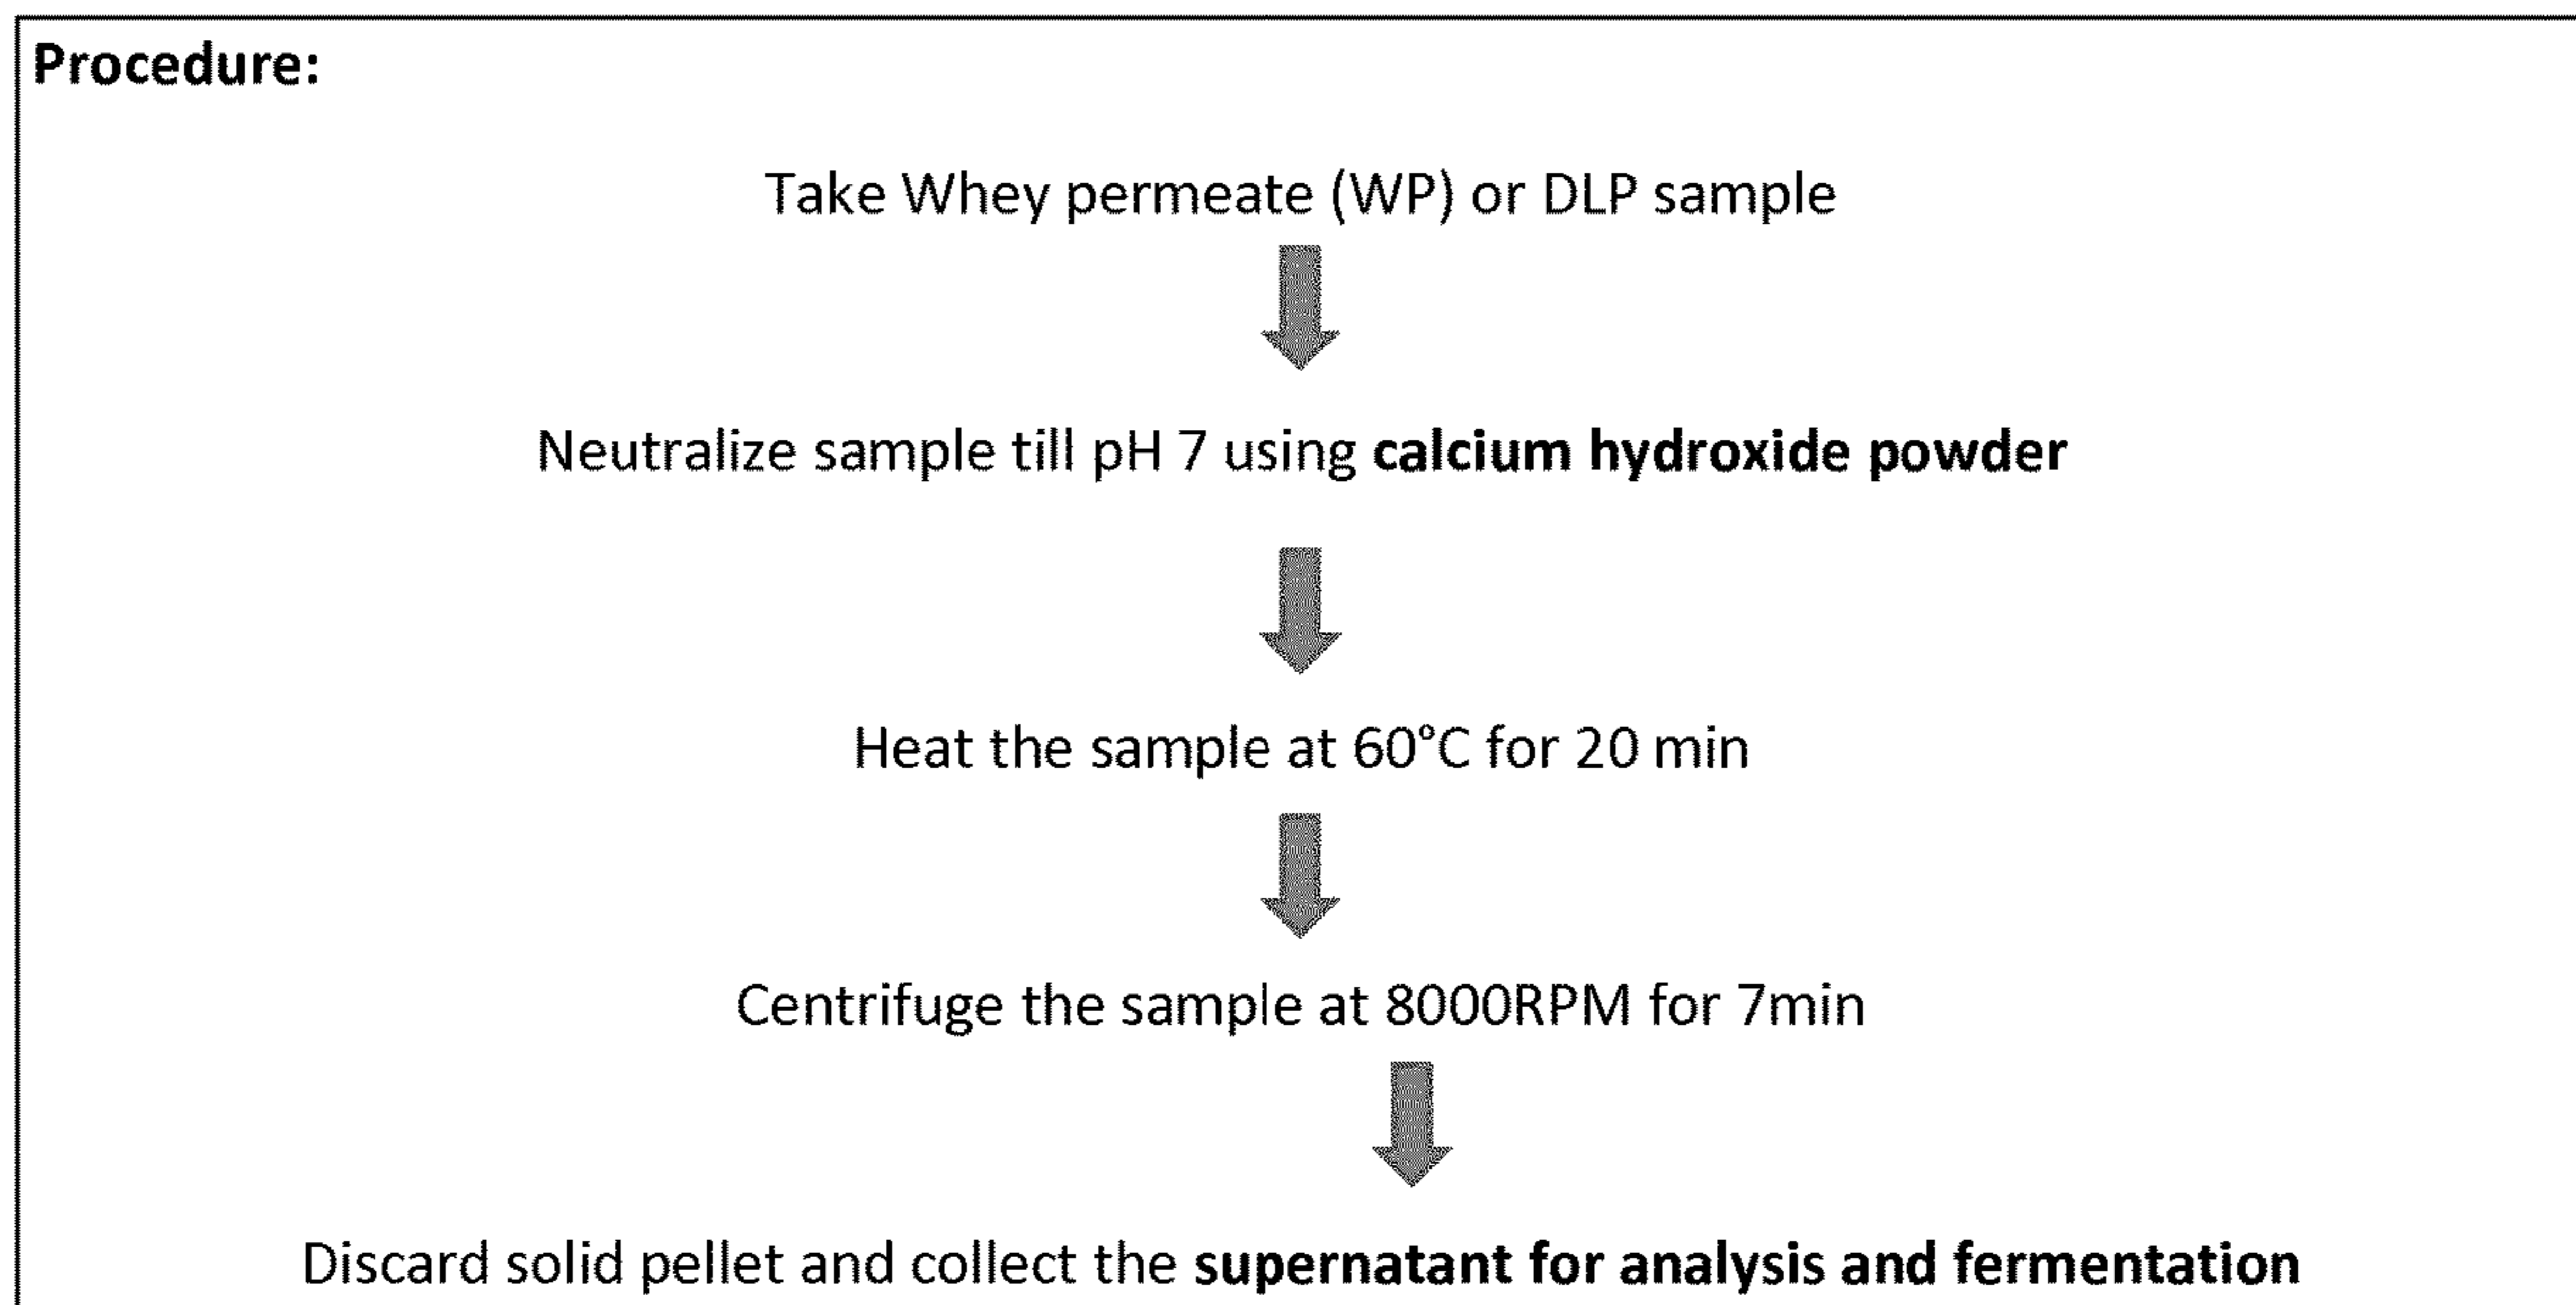 Procedure:
Take Whey permeate (WP) or DLP sample
Neutralize sample till pH 7 using calcium hydroxide powder
Heat the sample at 60°C for 20 min
Centrifuge the sample at 8000RPM for 7min
Discard solid pellet and collect the supernatant for analysis and fermentation